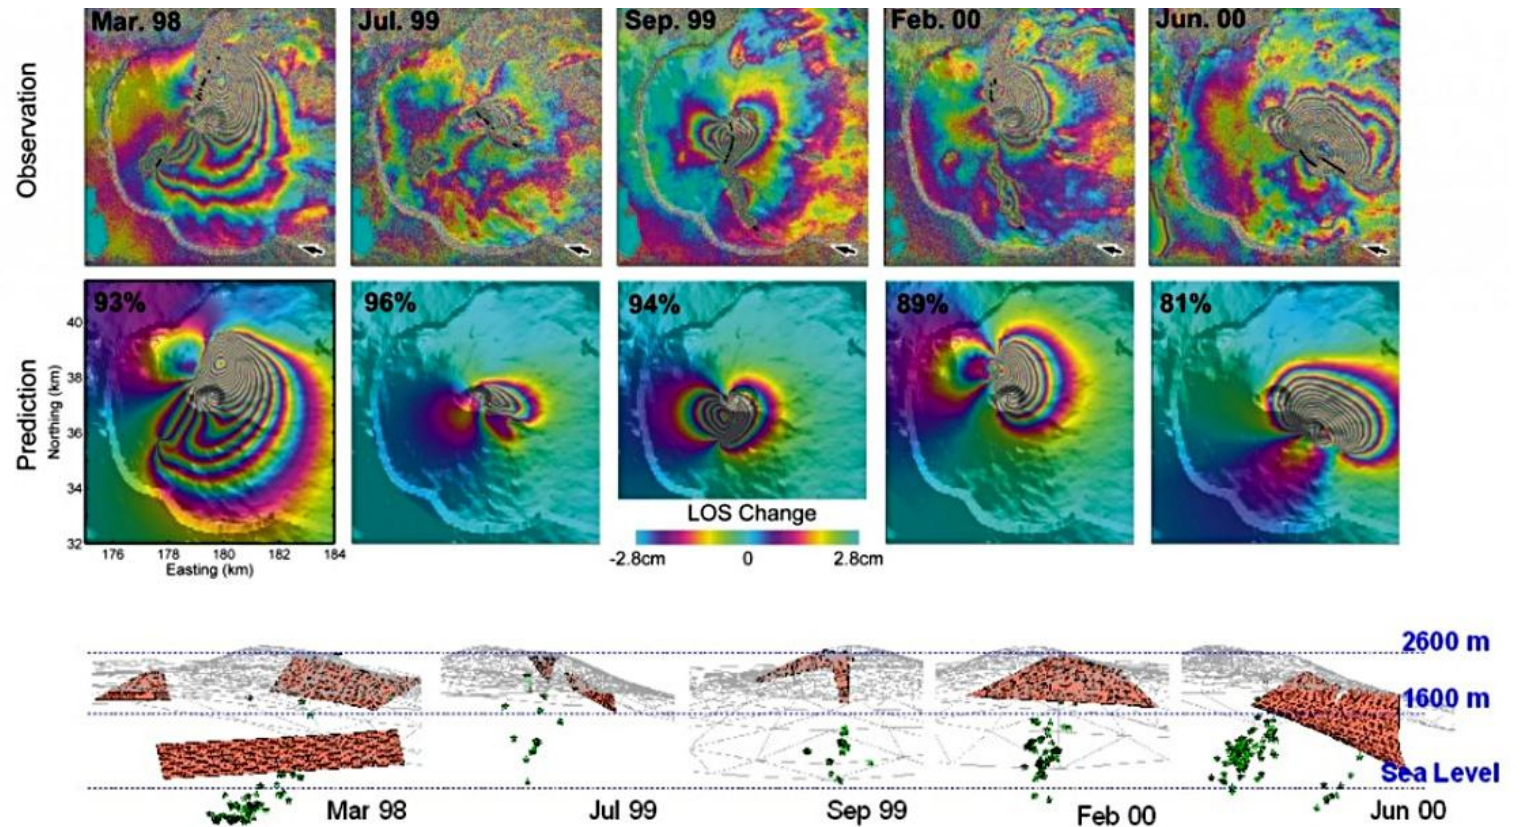 Mar. 98
Jul. 99
Sep. 99
Feb. 00
Jun. 00
Observation
93%
96%
94%
89%
81%
Prediction
Northing (km)
40
38
36
34
32
176 178 180 182 184
Easting (km)
LOS Change
-2.8cm 0 2.8cm
2600 m
1600 m
Sea Level
Mar 98
Jul 99
Sep 99
Feb 00
Jun 00